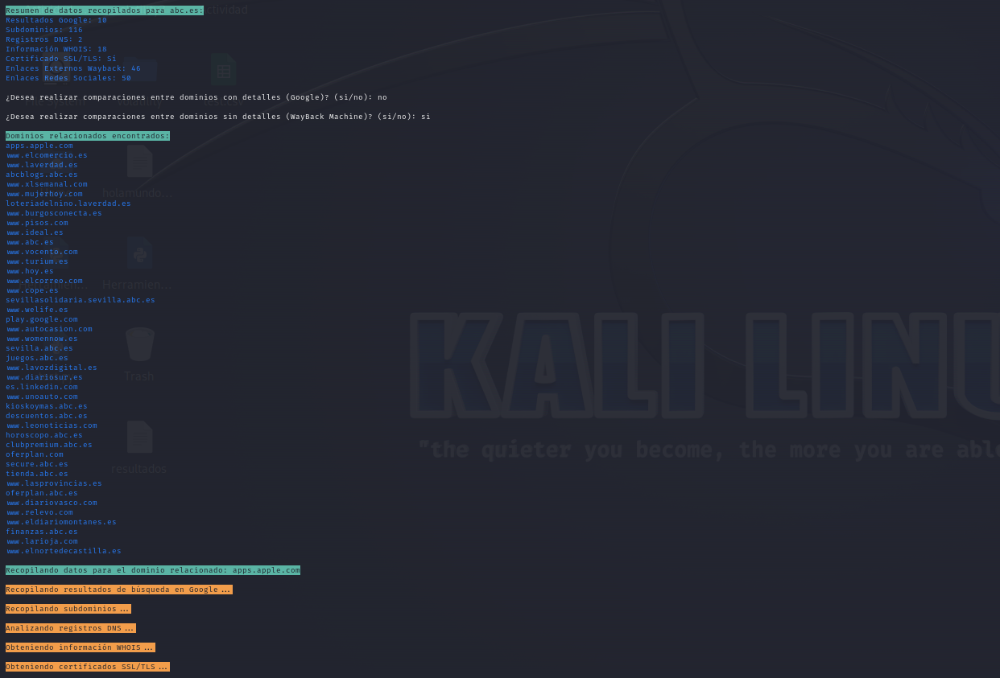 Resumen de datos recopilados para abc.es:
Resultados Google: 10
Subdominios: 116
Registros DNS: 2
Información WHOIS: 18
Certificado SSL/TLS: Sí
Enlaces Externos Wayback: 46
Enlaces Redes Sociales: 50
¿Desea realizar comparaciones entre dominios con detalles (Google)? (si/no): no
¿Desea realizar comparaciones entre dominios sin detalles (WayBack Machine)? (si/no): si
Dominios relacionados encontrados:
apps.apple.com
www.elcomercio.es
www.laverdad.es
abcblogs.abc.es
www.xlsemanal.com
www.mujerhoy.com
loteriadelnino.laverdad.es
www.burgosconecta.es
www.pisos.com
www.ideal.es
www.abc.es
www.vocento.com
www.turium.es
www.hoy.es
www.elcorreo.com
www.cope.es
sevillasolidaria.sevilla.abc.es
www.welife.es
play.google.com
www.autocasion.com
www.womennow.es
sevilla.abc.es
juegos.abc.es
www.lavozdigital.es
www.diariosur.es
es.linkedin.com
www.unoauto.com
kioskoymas.abc.es
descuentos.abc.es
www.leonoticias.com
horoscopo.abc.es
clubpremium.abc.es
oferplan.com
secure.abc.es
tienda.abc.es
www.lasprovincias.es
oferplan.abc.es
www.diariovasco.com
www.relevo.com
www.eldiariomontanes.es
finanzas.abc.es
www.larioja.com
www.elnortedecastilla.es
Recopilando datos para el dominio relacionado: apps.apple.com
Recopilando resultados de búsqueda en Google...
Recopilando subdominios...
Analizando registros DNS...
Obteniendo información WHOIS...
Obteniendo certificados SSL/TLS...
File System
holamundo...
Herramien...
Trash
resultados
KALI LINU
"the quieter you become, the more you are abl